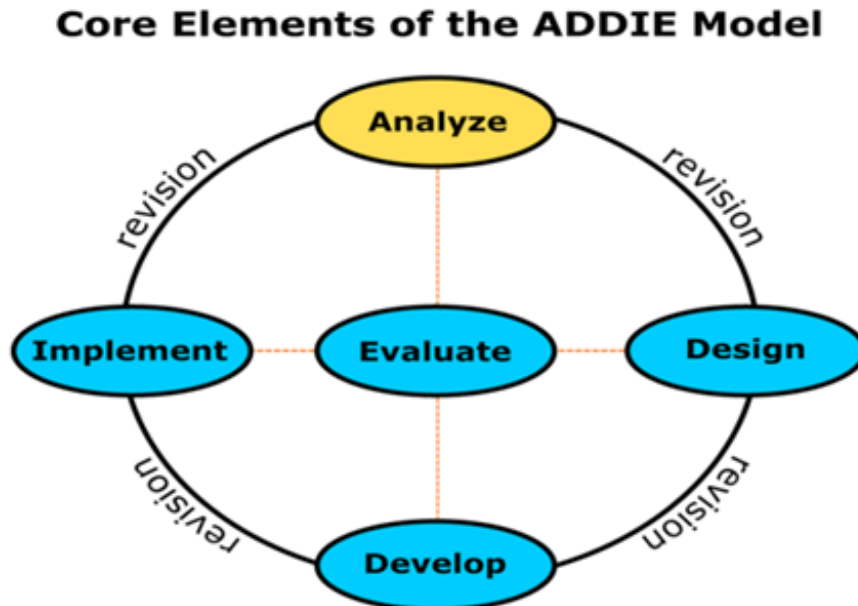 Core Elements of the ADDIE Model
Analyze
revision
revision
Implement
Evaluate
Design
revision
revision
Develop